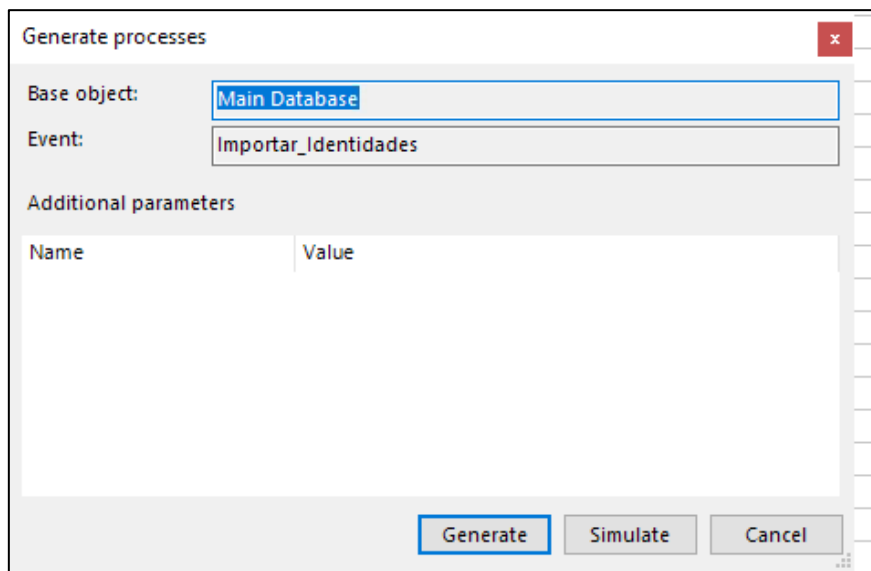 Generate processes
x
Base object: Main Database
Event: Importar_Identidades
Additional parameters
Name Value
Generate Simulate Cancel